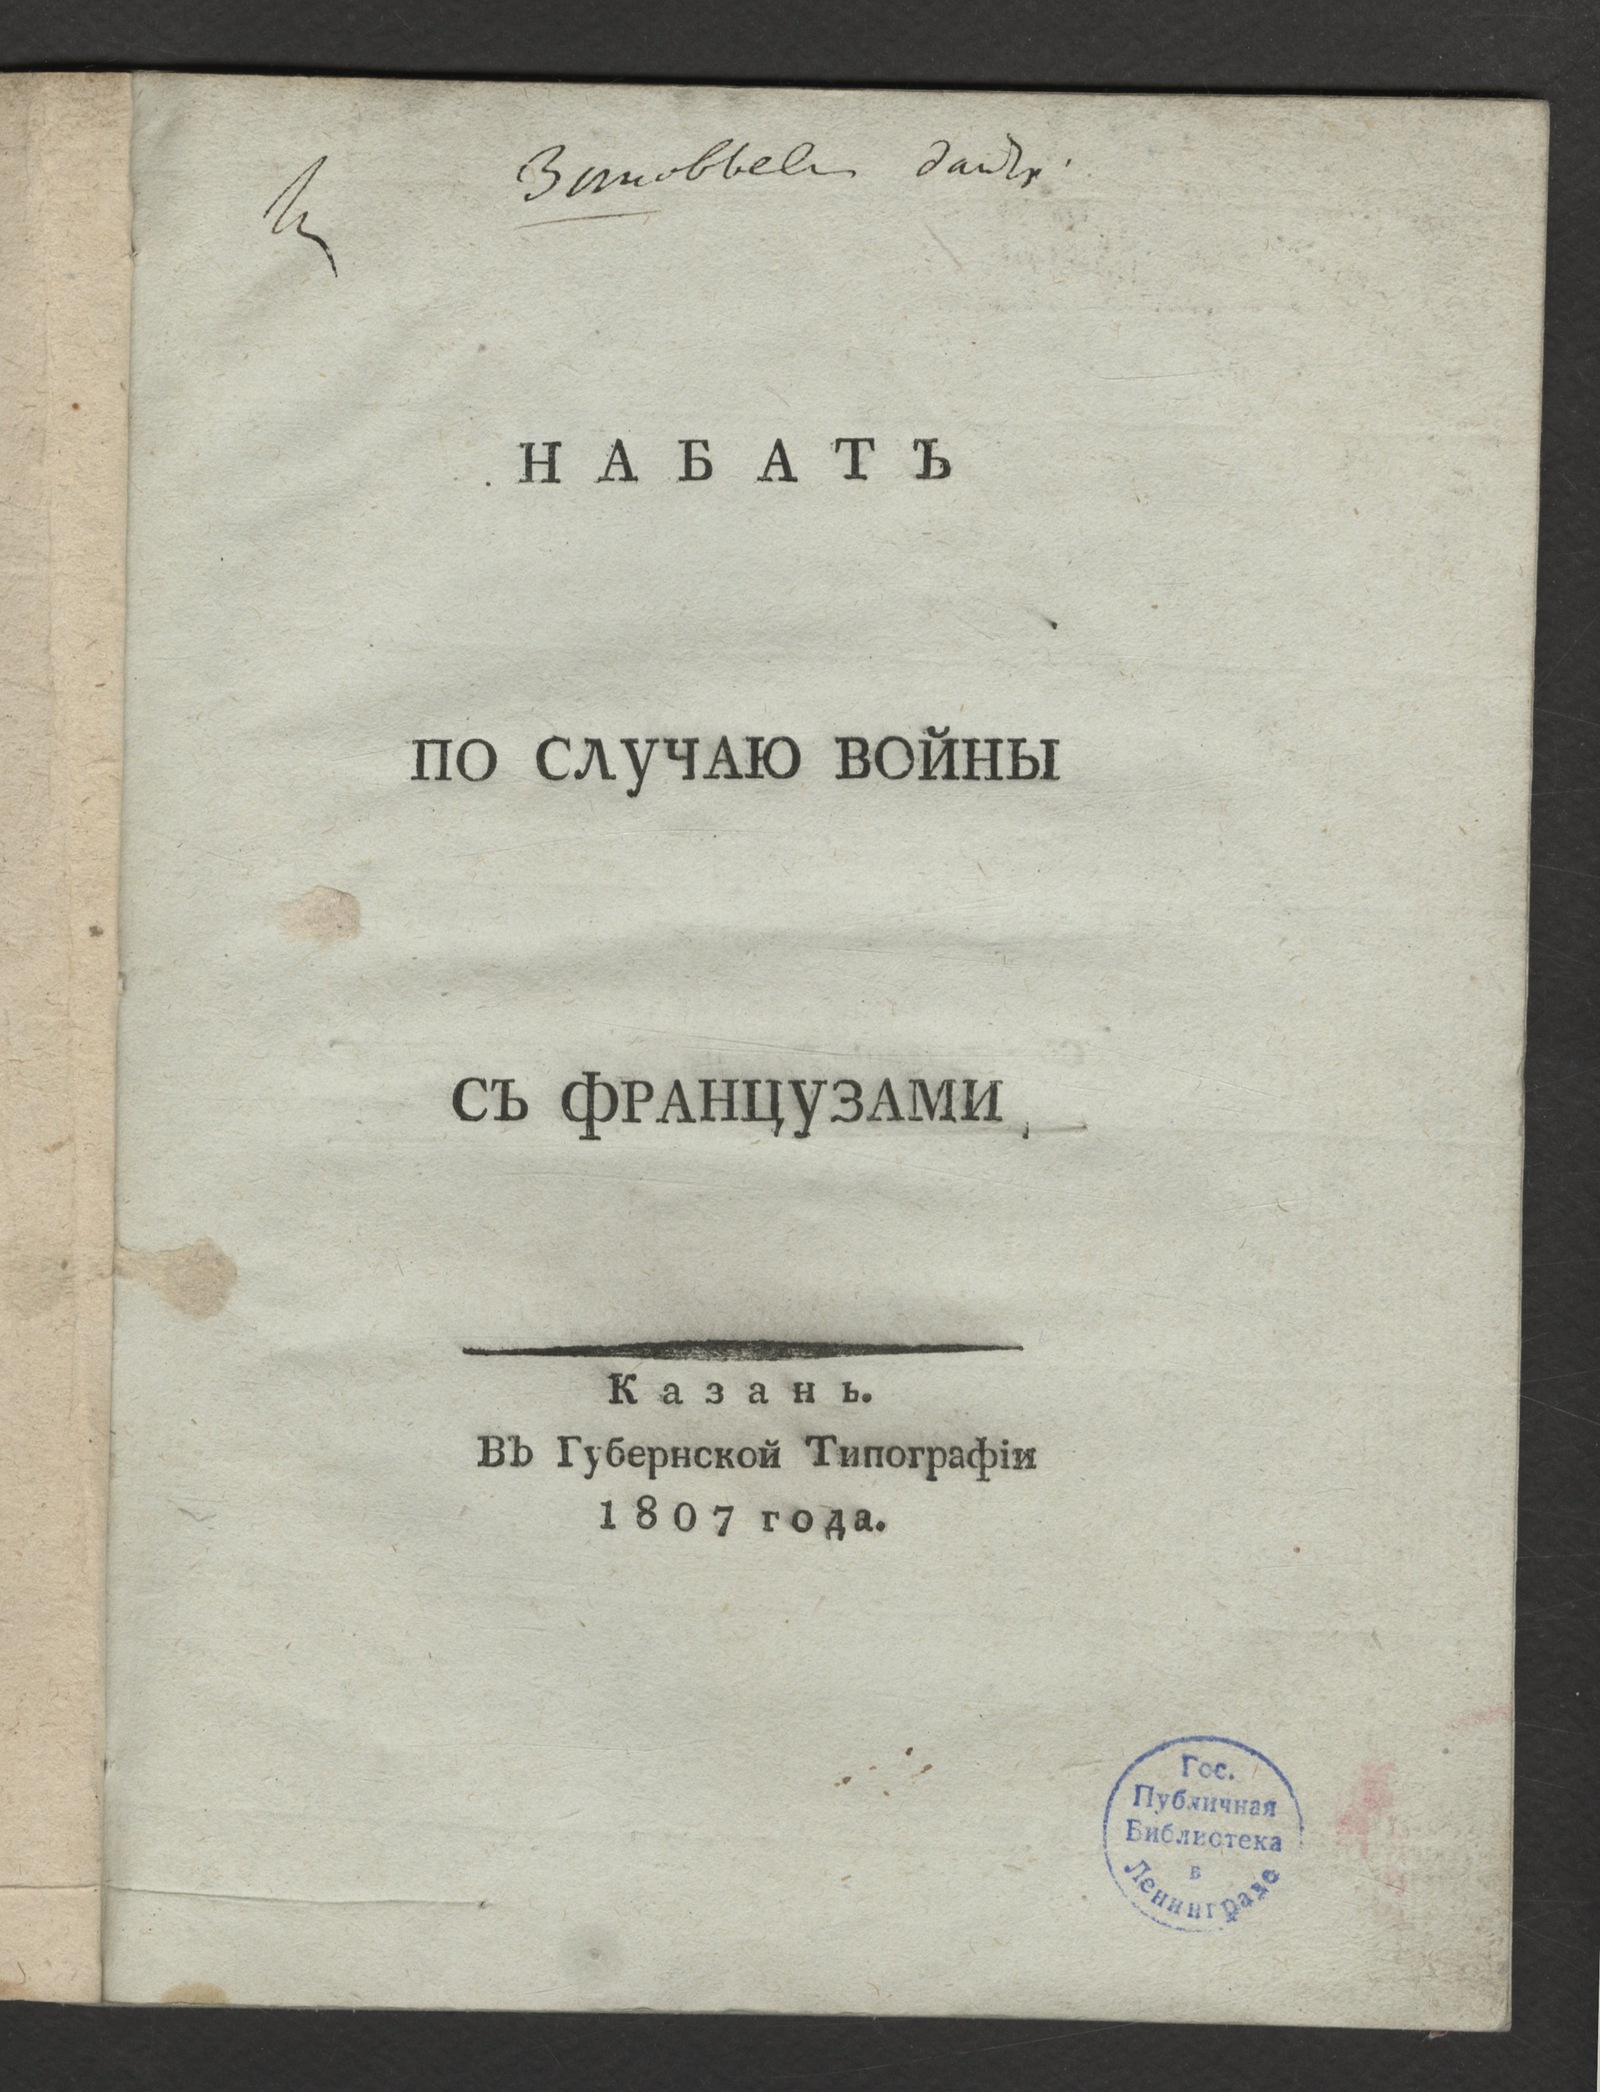 НАБАТЪ
ПО СЛУЧАЮ ВОЙНЫ
СЪ ФРАНЦУЗАМИ,
Казань.
Въ Губернской Типографіи
1807 года.
Гос.
Публичная
Библиотека
в
Ленинграде